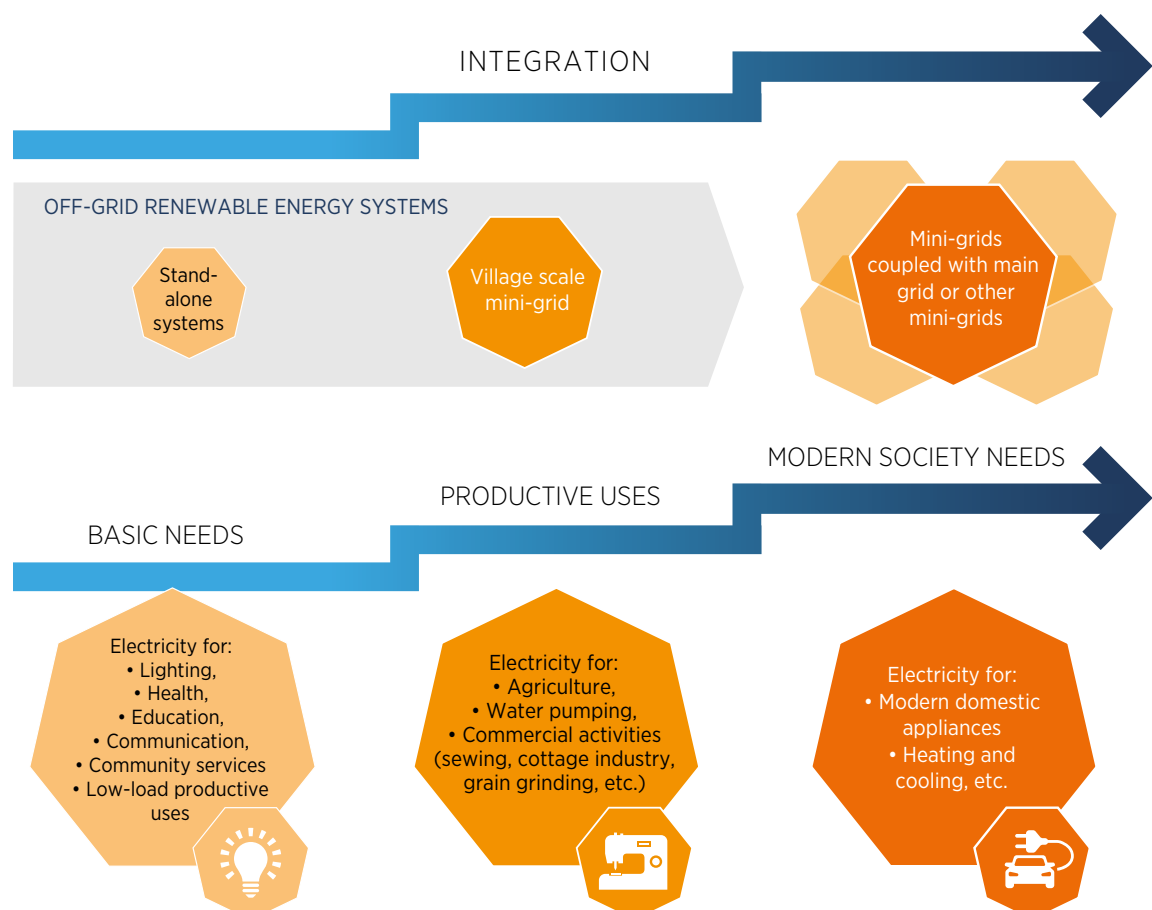 INTEGRATION
OFF-GRID RENEWABLE ENERGY SYSTEMS
Stand-
alone
systems
Village scale
mini-grid
Mini-grids
coupled with main
grid or other
mini-grids
BASIC NEEDS
PRODUCTIVE USES
MODERN SOCIETY NEEDS
Electricity for:
• Lighting,
• Health,
• Education,
• Communication,
• Community services
• Low-load productive
uses
Electricity for:
• Agriculture,
• Water pumping,
• Commercial activities
(sewing, cottage industry,
grain grinding, etc.)
Electricity for:
• Modern domestic
appliances
• Heating and
cooling, etc.